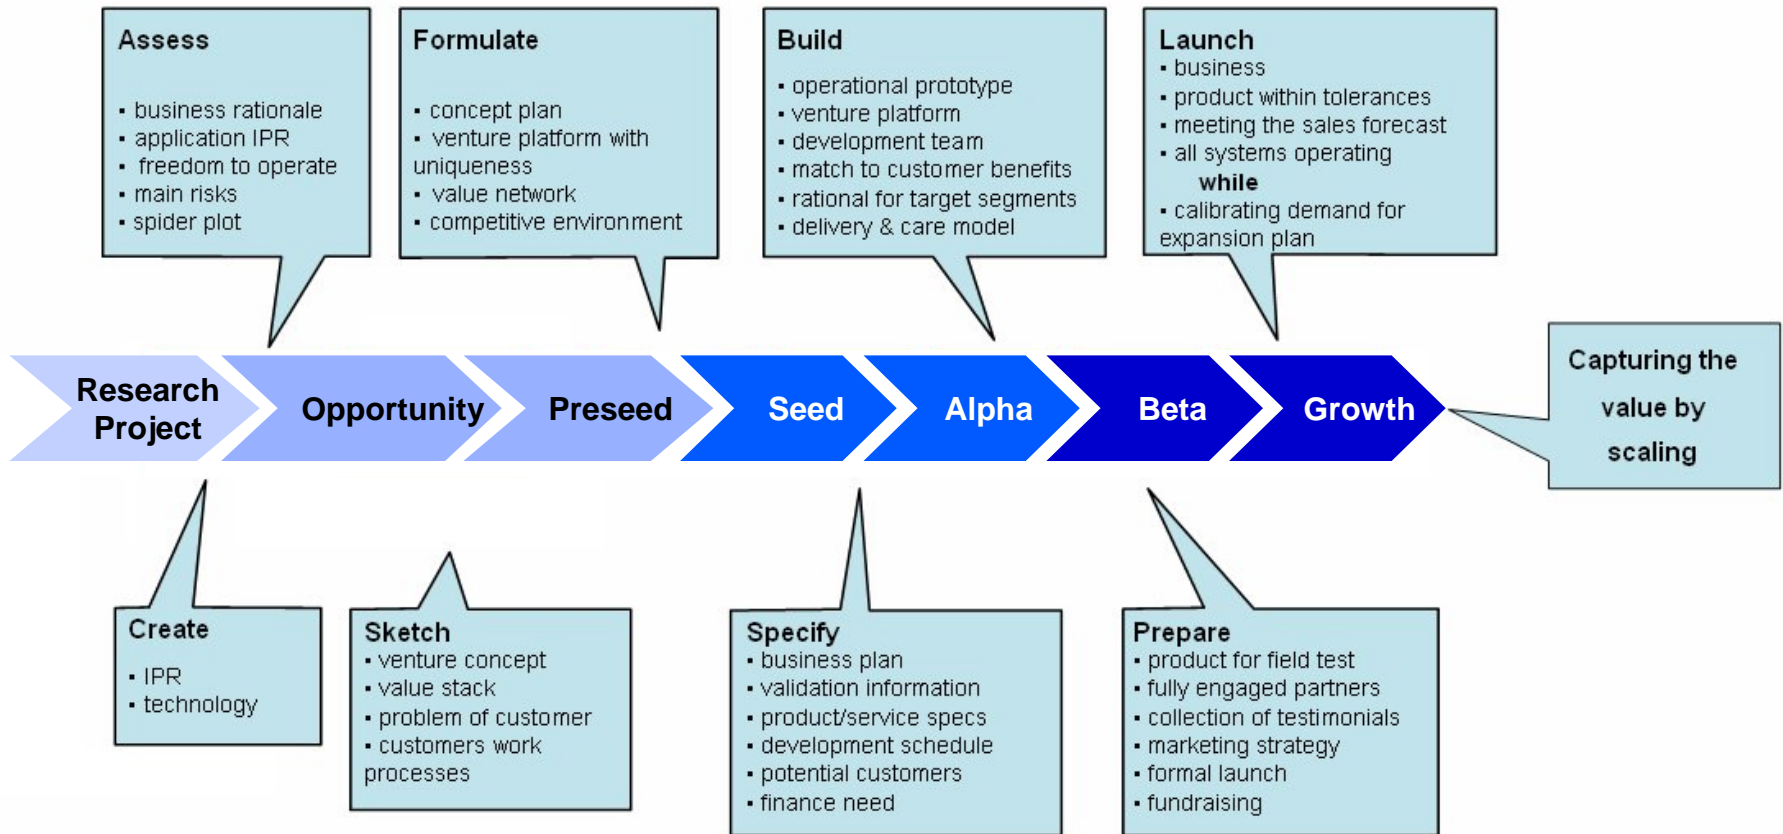 Assess
▪ business rationale
▪ application IPR
▪ freedom to operate
▪ main risks
▪ spider plot
Formulate
▪ concept plan
▪ venture platform with
uniqueness
▪ value network
▪ competitive environment
Build
▪ operational prototype
▪ venture platform
▪ development team
▪ match to customer benefits
▪ rational for target segments
▪ delivery & care model
Launch
▪ business
▪ product within tolerances
▪ meeting the sales forecast
▪ all systems operating
while
▪ calibrating demand for
expansion plan
Research
Project
Opportunity
Preseed
Seed
Alpha
Beta
Growth
Capturing the
value by
scaling
Create
▪ IPR
▪ technology
Sketch
▪ venture concept
▪ value stack
▪ problem of customer
▪ customers work
processes
Specify
▪ business plan
▪ validation information
▪ product/service specs
▪ development schedule
▪ potential customers
▪ finance need
Prepare
▪ product for field test
▪ fully engaged partners
▪ collection of testimonials
▪ marketing strategy
▪ formal launch
▪ fundraising